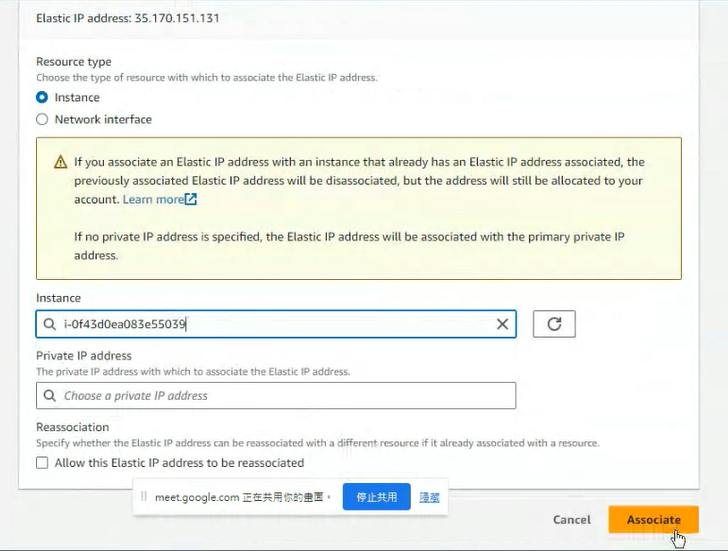 Elastic IP address: 35.170.151.131
Resource type
Choose the type of resource with which to associate the Elastic IP address.
Instance
Network interface
If you associate an Elastic IP address with an instance that already has an Elastic IP address associated, the
previously associated Elastic IP address will be disassociated, but the address will still be allocated to your
account. Learn more
If no private IP address is specified, the Elastic IP address will be associated with the primary private IP
address.
Instance
i-0f43d0ea083e55039
Private IP address
The private IP address with which to associate the Elastic IP address.
Choose a private IP address
Reassociation
Specify whether the Elastic IP address can be reassociated with a different resource if it already associated with a resource.
Allow this Elastic IP address to be reassociated
meet.google.com 正在共用你的畫面。 停止共用 隱藏
Cancel Associate